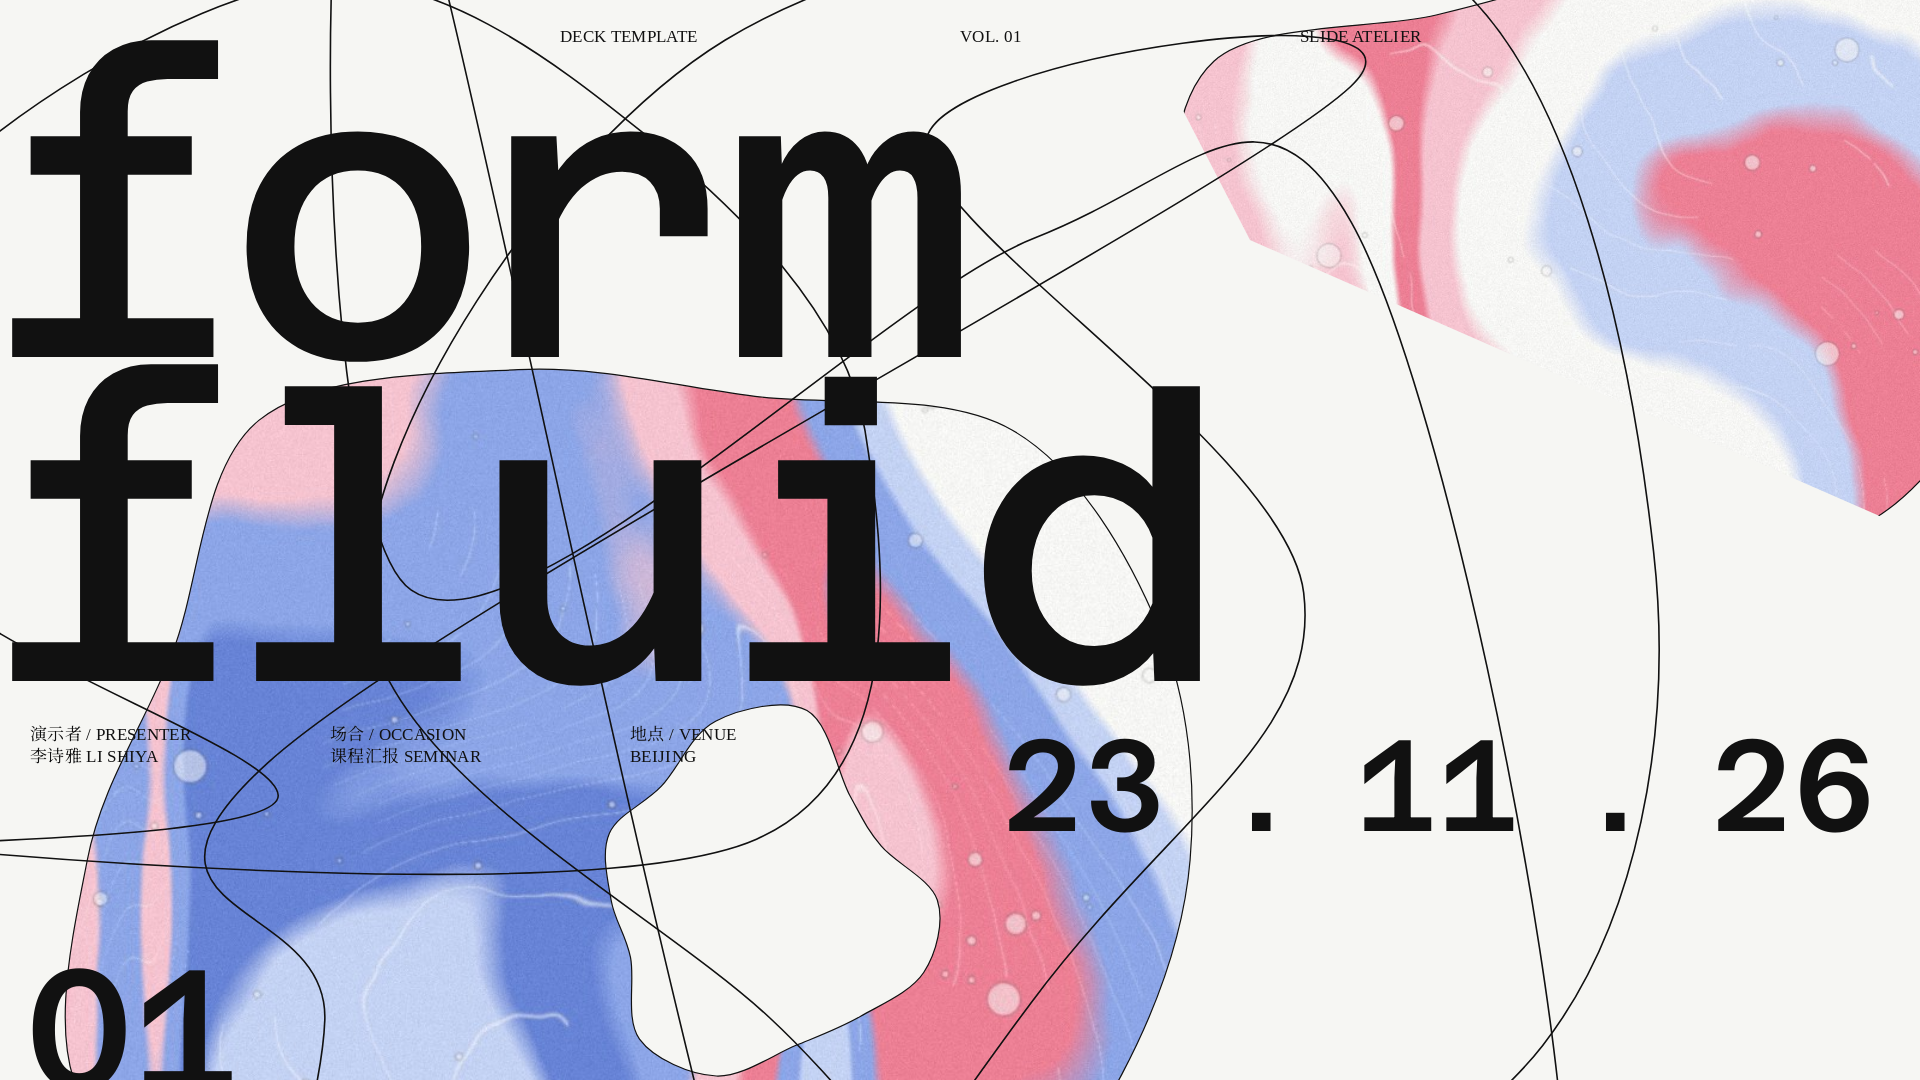 DECK TEMPLATE
VOL. 01
SLIDE ATELIER
form
fluid
演示者 / PRESENTER
李诗雅 LI SHIYA
场合 / OCCASION
课程汇报 SEMINAR
地点 / VENUE
BEIJING
23 . 11 . 26
01